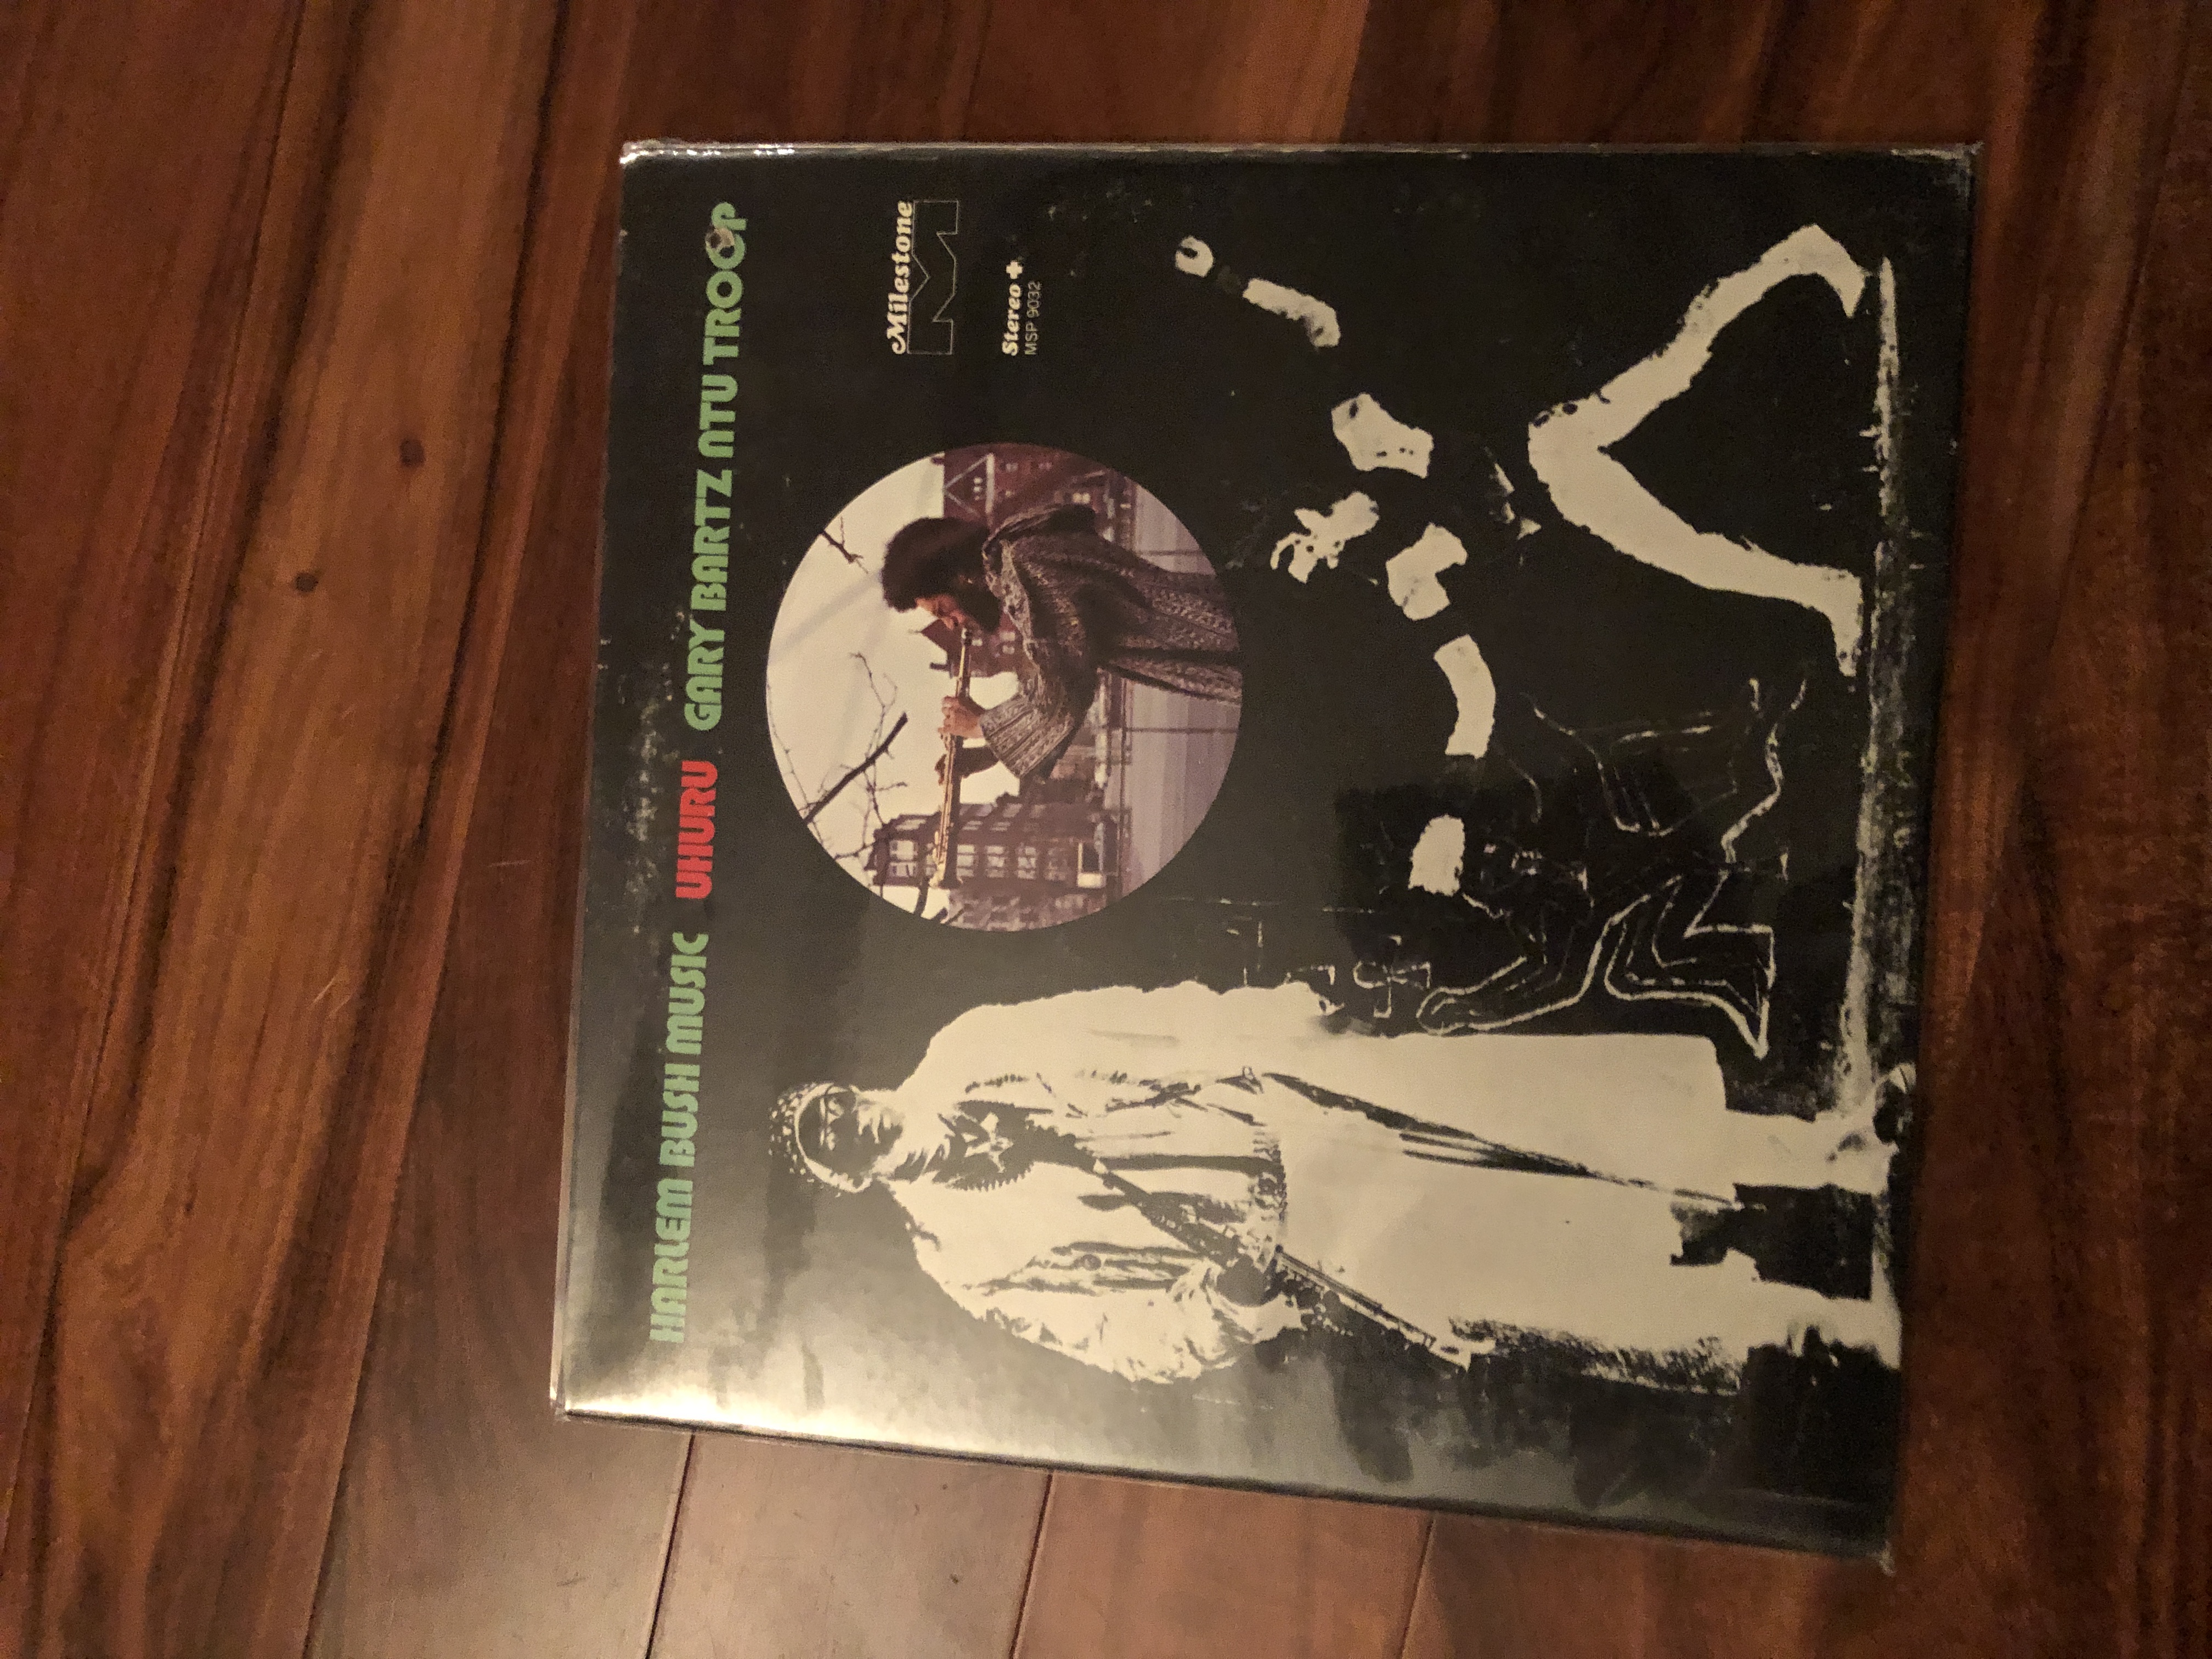 HARLEM BUSH MUSIC UHURU GARY BARTZ NTU TROOP
Milestone
Stereo+
MSP 9032